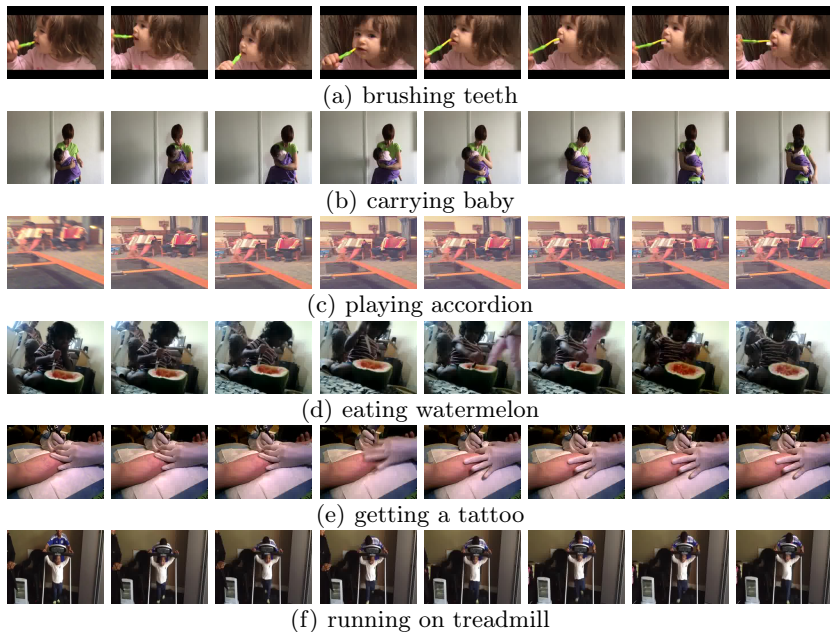 (a) brushing teeth
(b) carrying baby
(c) playing accordion
(d) eating watermelon
(e) getting a tattoo
(f) running on treadmill